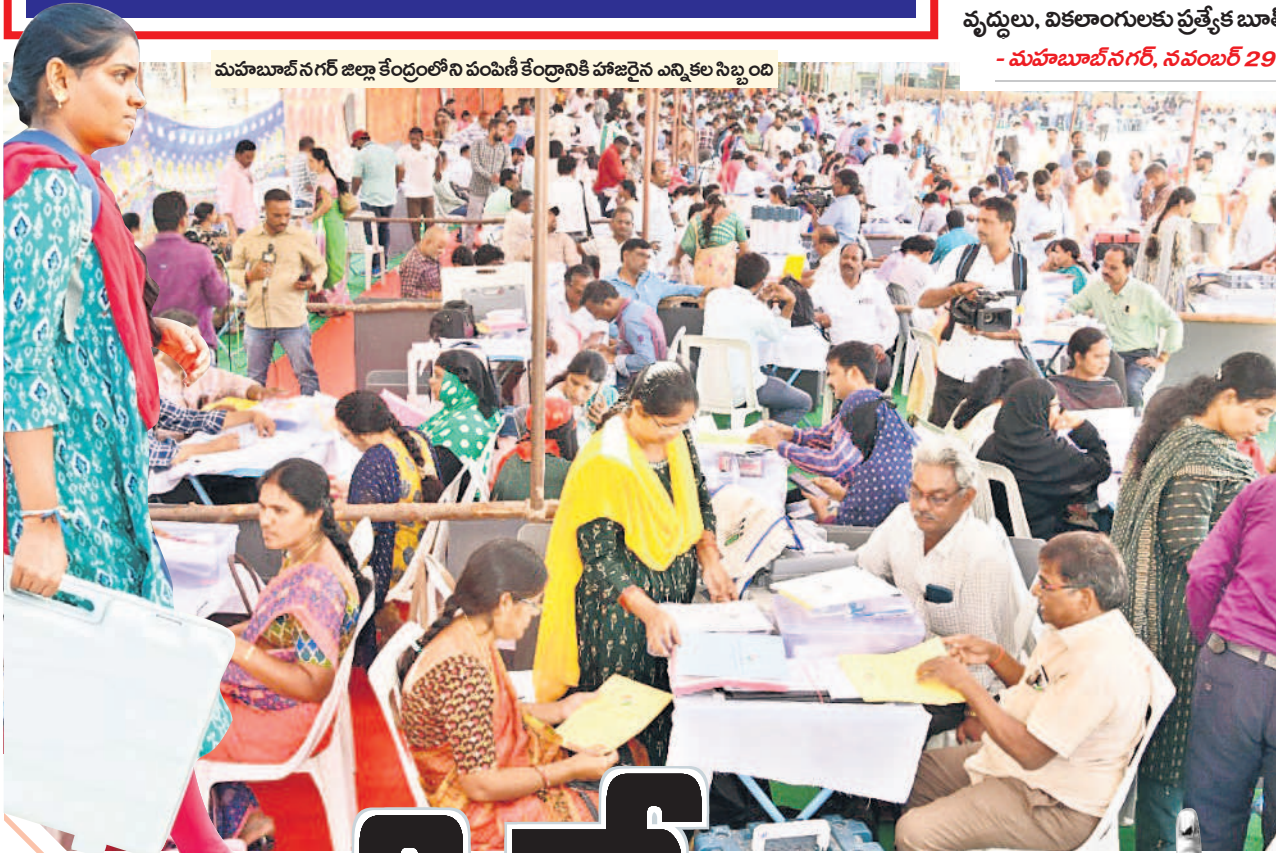 వృద్ధులు, వికలాంగులకు ప్రత్యేక
- మహబూబ్‌నగర్, నవంబర్ 29
మహబూబ్‌నగర్ జిల్లా కేంద్రంలోని పంపిణీ కేంద్రానికి హాజరైన ఎన్నికల సిబ్బంది